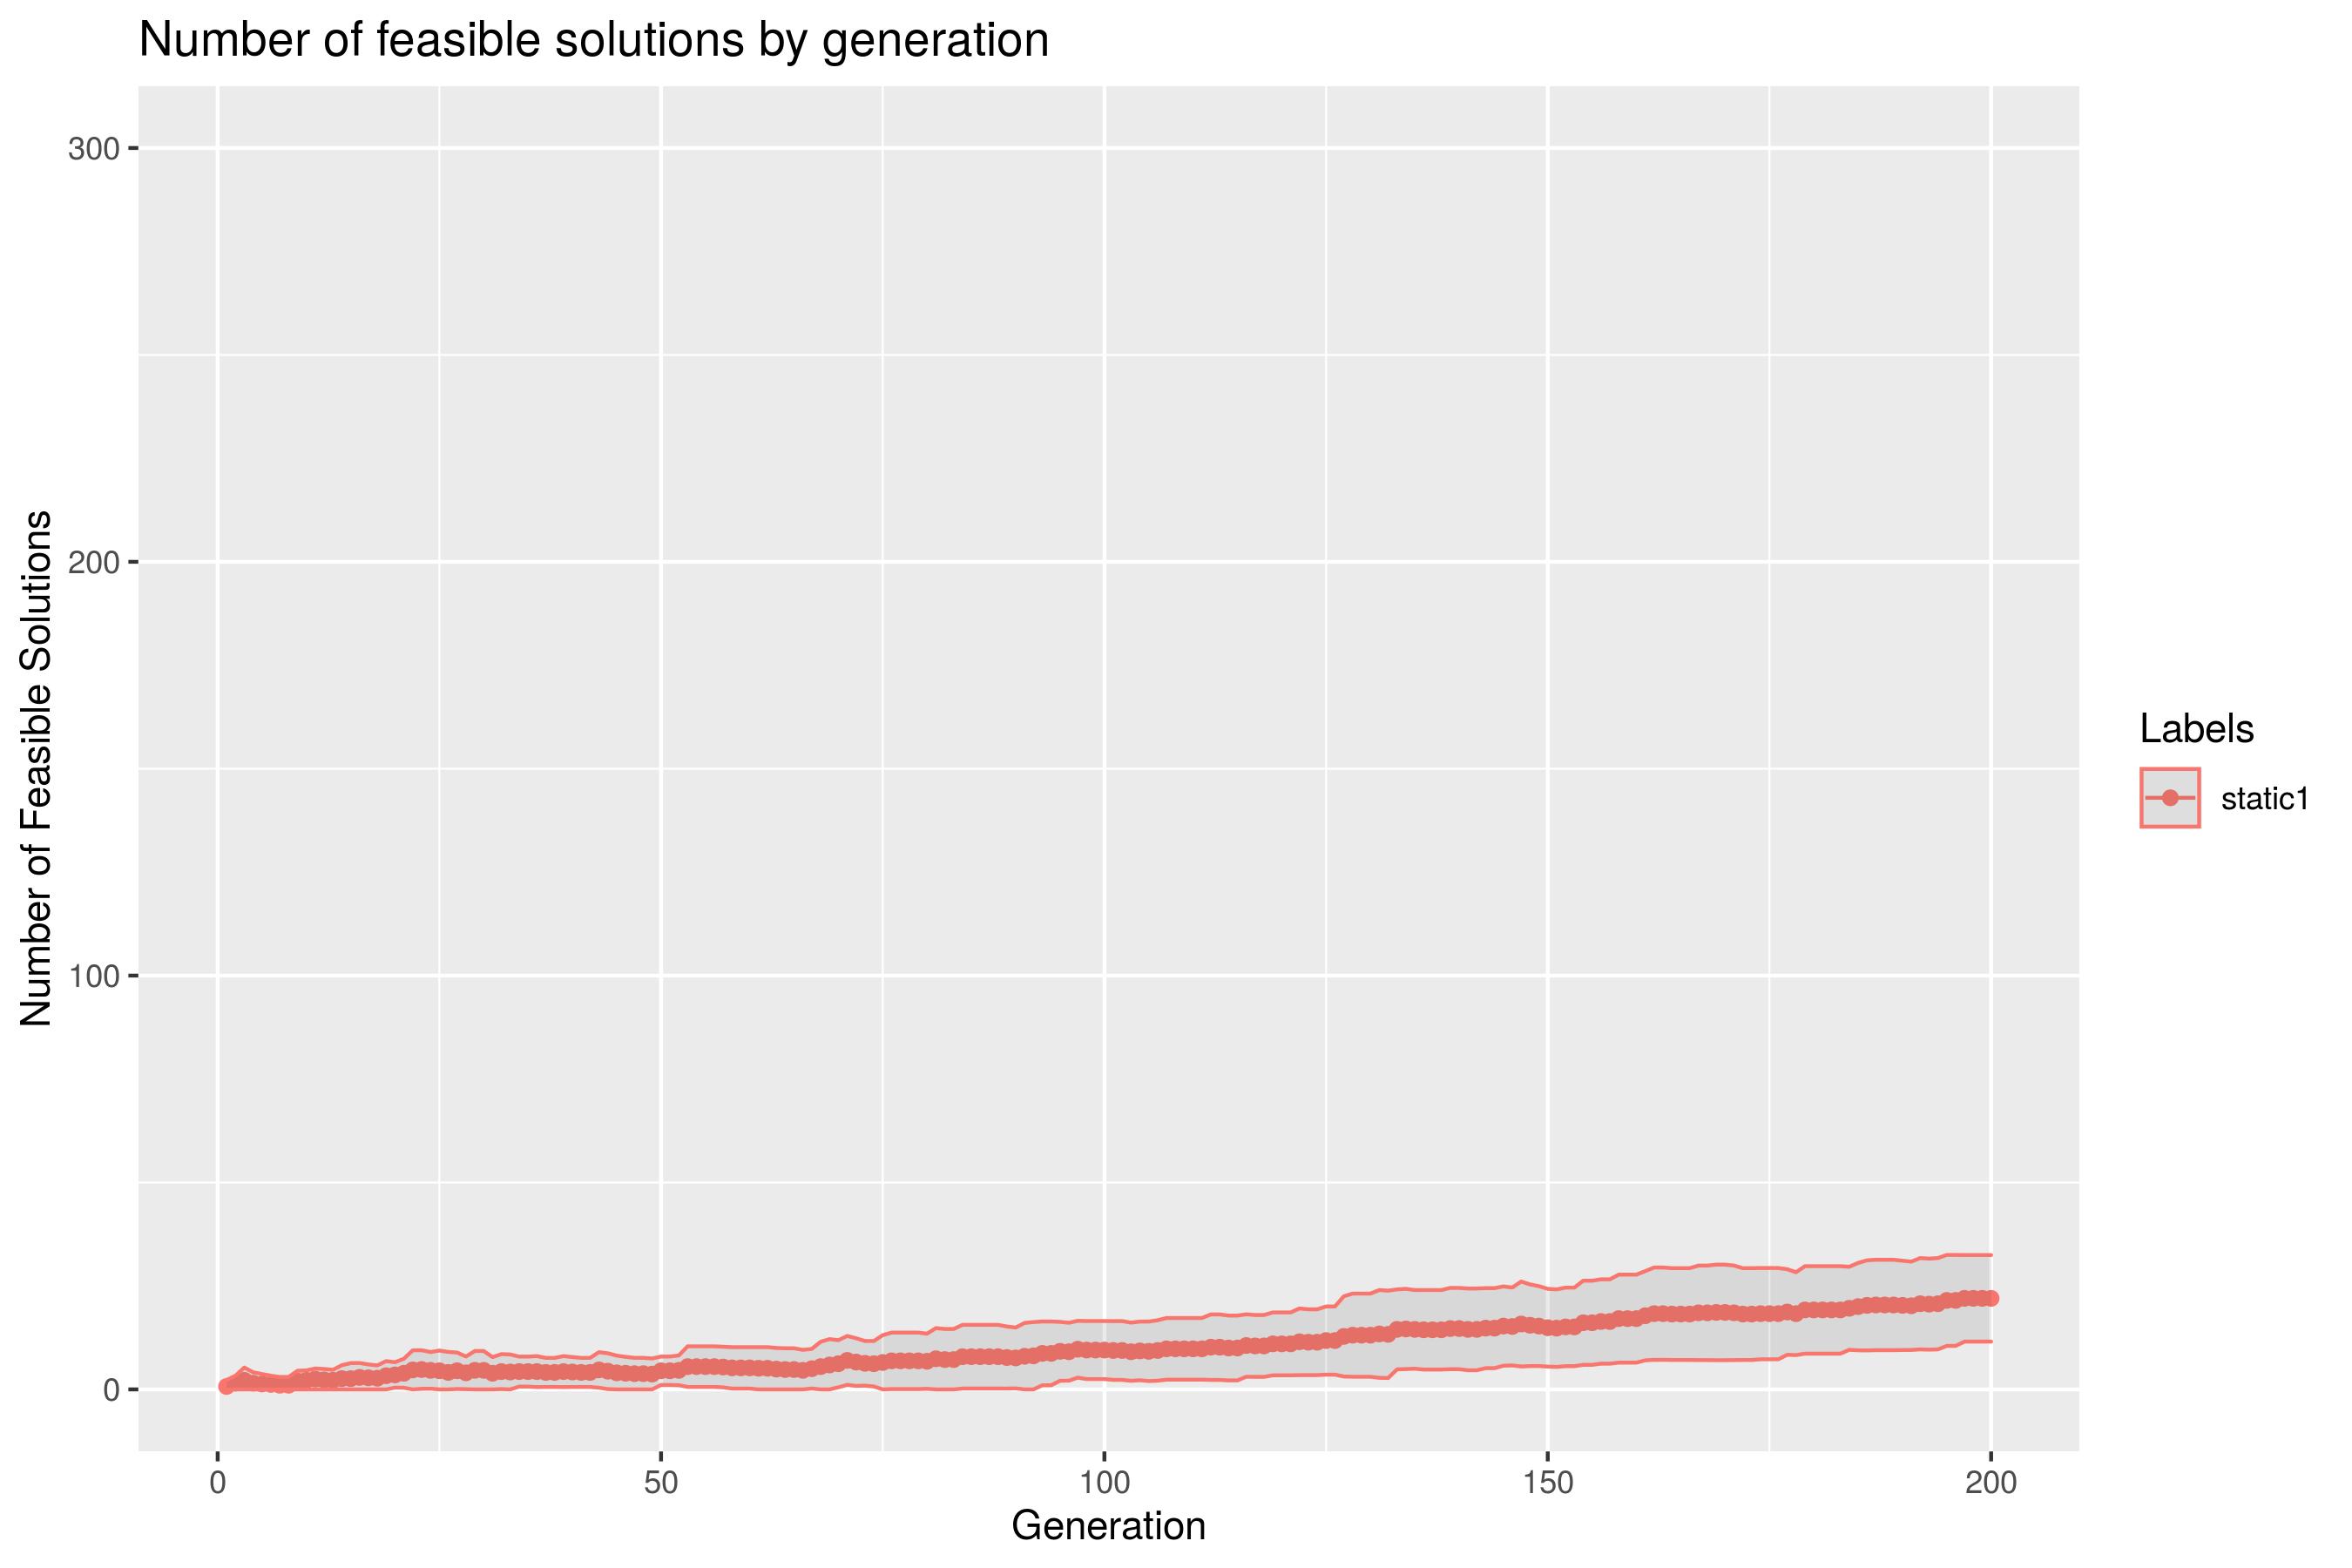 Number of feasible solutions by generation
Number of Feasible Solutions
300
200
100
0
0 50 100 150 200
Generation
Labels
static1